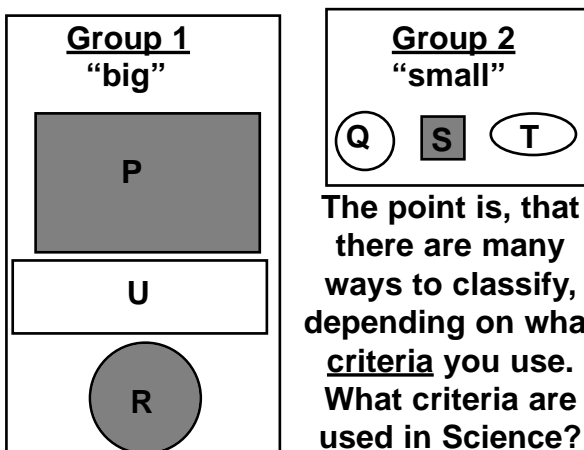 Group 1
“big”
P
U
R
Group 2
“small”
Q S T
The point is, that
there are many
ways to classify,
depending on wha
criteria you use.
What criteria are
used in Science?